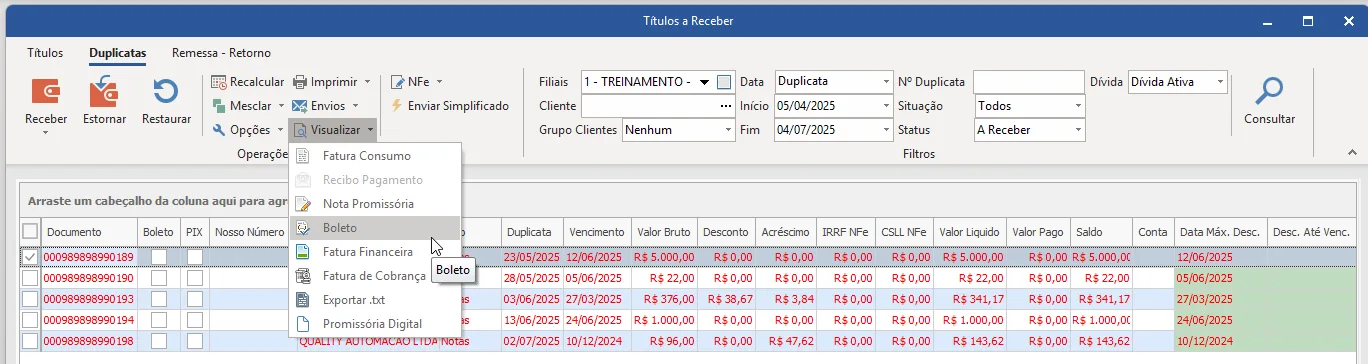 Títulos a Receber
Títulos Duplicatas Remessa - Retorno
Receber Estornar Restaurar
Recalcular Imprimir
Mesclar Envios
Opções Visualizar
Operaçõe
NFe
Enviar Simplificado
Filiais 1 - TREINAMENTO - Data Duplicata Nº Duplicata Dívida Dívida Ativa
Cliente ... Início 05/04/2025 Situação Todos
Grupo Clientes Nenhum Fim 04/07/2025 Status A Receber
Consultar
Filtros
Fatura Consumo
Recibo Pagamento
Nota Promissória
Boleto
Fatura Financeira
Fatura de Cobrança
Exportar .txt
Promissória Digital
Boleto
Arraste um cabeçalho da coluna aqui para agr
Documento Boleto PIX Nosso Número Duplicata Vencimento Valor Bruto Desconto Acréscimo IRRF NFe CSLL NFe Valor Liquido Valor Pago Saldo Conta Data Máx. Desc. Desc. Até Venc.
000989898990189 23/05/2025 12/06/2025 R$ 5.000,00 R$ 0,00 R$ 0,00 R$ 0,00 R$ 0,00 R$ 5.000,00 R$ 0,00 R$ 5.000,00 12/06/2025
000989898990190 28/05/2025 05/06/2025 R$ 22,00 R$ 0,00 R$ 0,00 R$ 0,00 R$ 0,00 R$ 22,00 R$ 0,00 R$ 22,00 05/06/2025
000989898990193 03/06/2025 27/03/2025 R$ 376,00 R$ 38,67 R$ 3,84 R$ 0,00 R$ 0,00 R$ 341,17 R$ 0,00 R$ 341,17 27/03/2025
000989898990194 13/06/2025 24/06/2025 R$ 1.000,00 R$ 0,00 R$ 0,00 R$ 0,00 R$ 0,00 R$ 1.000,00 R$ 0,00 R$ 1.000,00 24/06/2025
000989898990198 QUALITY AUTOMACAO LTDA Notas 02/07/2025 10/12/2024 R$ 96,00 R$ 0,00 R$ 47,62 R$ 0,00 R$ 0,00 R$ 143,62 R$ 0,00 R$ 143,62 10/12/2024